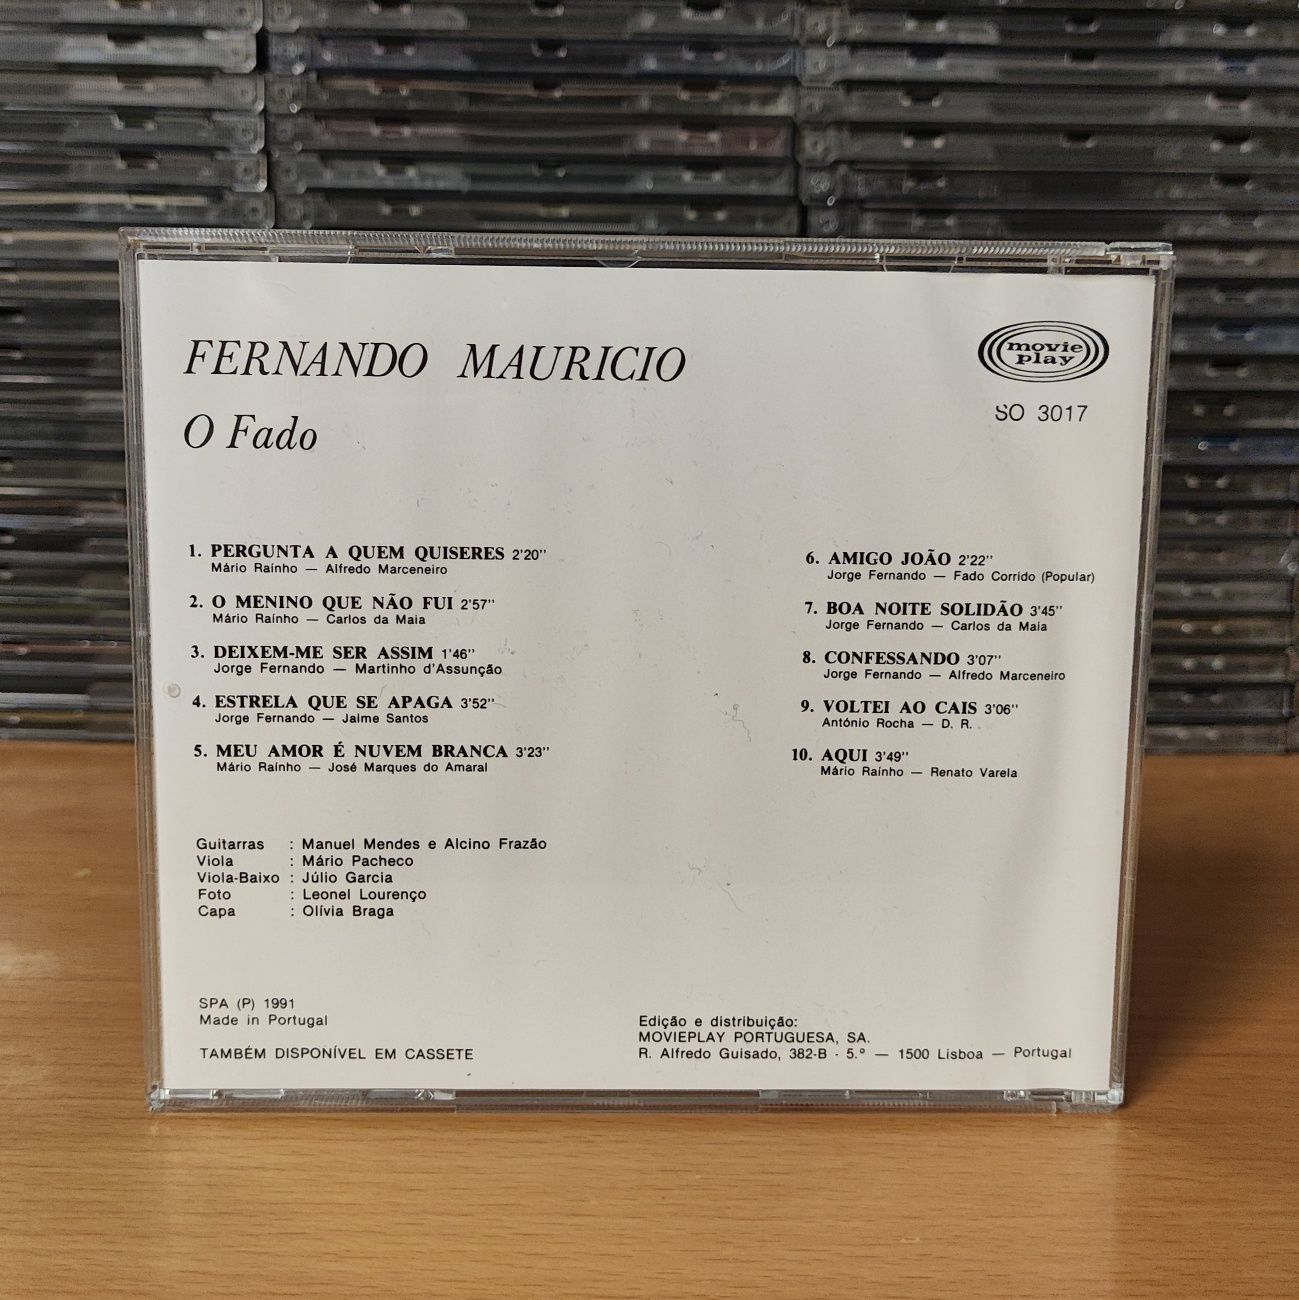 FERNANDO MAURICIO
O Fado
movie
play
SO 3017
1. PERGUNTA A QUEM QUISERES 2'20''
Mário Raínho — Alfredo Marceneiro
2. O MENINO QUE NÃO FUI 2'57''
Mário Raínho — Carlos da Maia
3. DEIXEM-ME SER ASSIM 1'46''
Jorge Fernando — Martinho d'Assunção
4. ESTRELA QUE SE APAGA 3'52''
Jorge Fernando — Jaime Santos
5. MEU AMOR É NUVEM BRANCA 3'23''
Mário Raínho — José Marques do Amaral
6. AMIGO JOÃO 2'22''
Jorge Fernando — Fado Corrido (Popular)
7. BOA NOITE SOLIDÃO 3'45''
Jorge Fernando — Carlos da Maia
8. CONFESSANDO 3'07''
Jorge Fernando — Alfredo Marceneiro
9. VOLTEI AO CAIS 3'06''
António Rocha — D. R.
10. AQUI 3'49''
Mário Raínho — Renato Varela
Guitarras : Manuel Mendes e Alcino Frazão
Viola : Mário Pacheco
Viola-Baixo : Júlio Garcia
Foto : Leonel Lourenço
Capa : Olívia Braga
SPA (P) 1991
Made in Portugal
TAMBÉM DISPONÍVEL EM CASSETE
Edição e distribuição:
MOVIEPLAY PORTUGUESA, SA.
R. Alfredo Guisado, 382-B - 5.º — 1500 Lisboa — Portugal